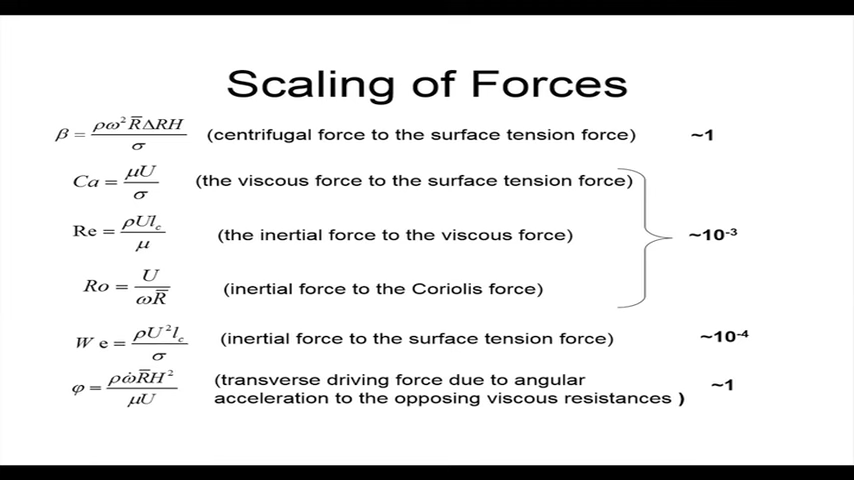 Scaling of Forces
β = ρω²R̅ΔRH / σ (centrifugal force to the surface tension force) ~1
Ca = μU / σ (the viscous force to the surface tension force)
Re = ρUl_c / μ (the inertial force to the viscous force) ~10⁻³
Ro = U / ωR̅ (inertial force to the Coriolis force)
W e = ρU²l_c / σ (inertial force to the surface tension force) ~10⁻⁴
φ = ρω̇R̅H² / μU (transverse driving force due to angular
acceleration to the opposing viscous resistances ) ~1